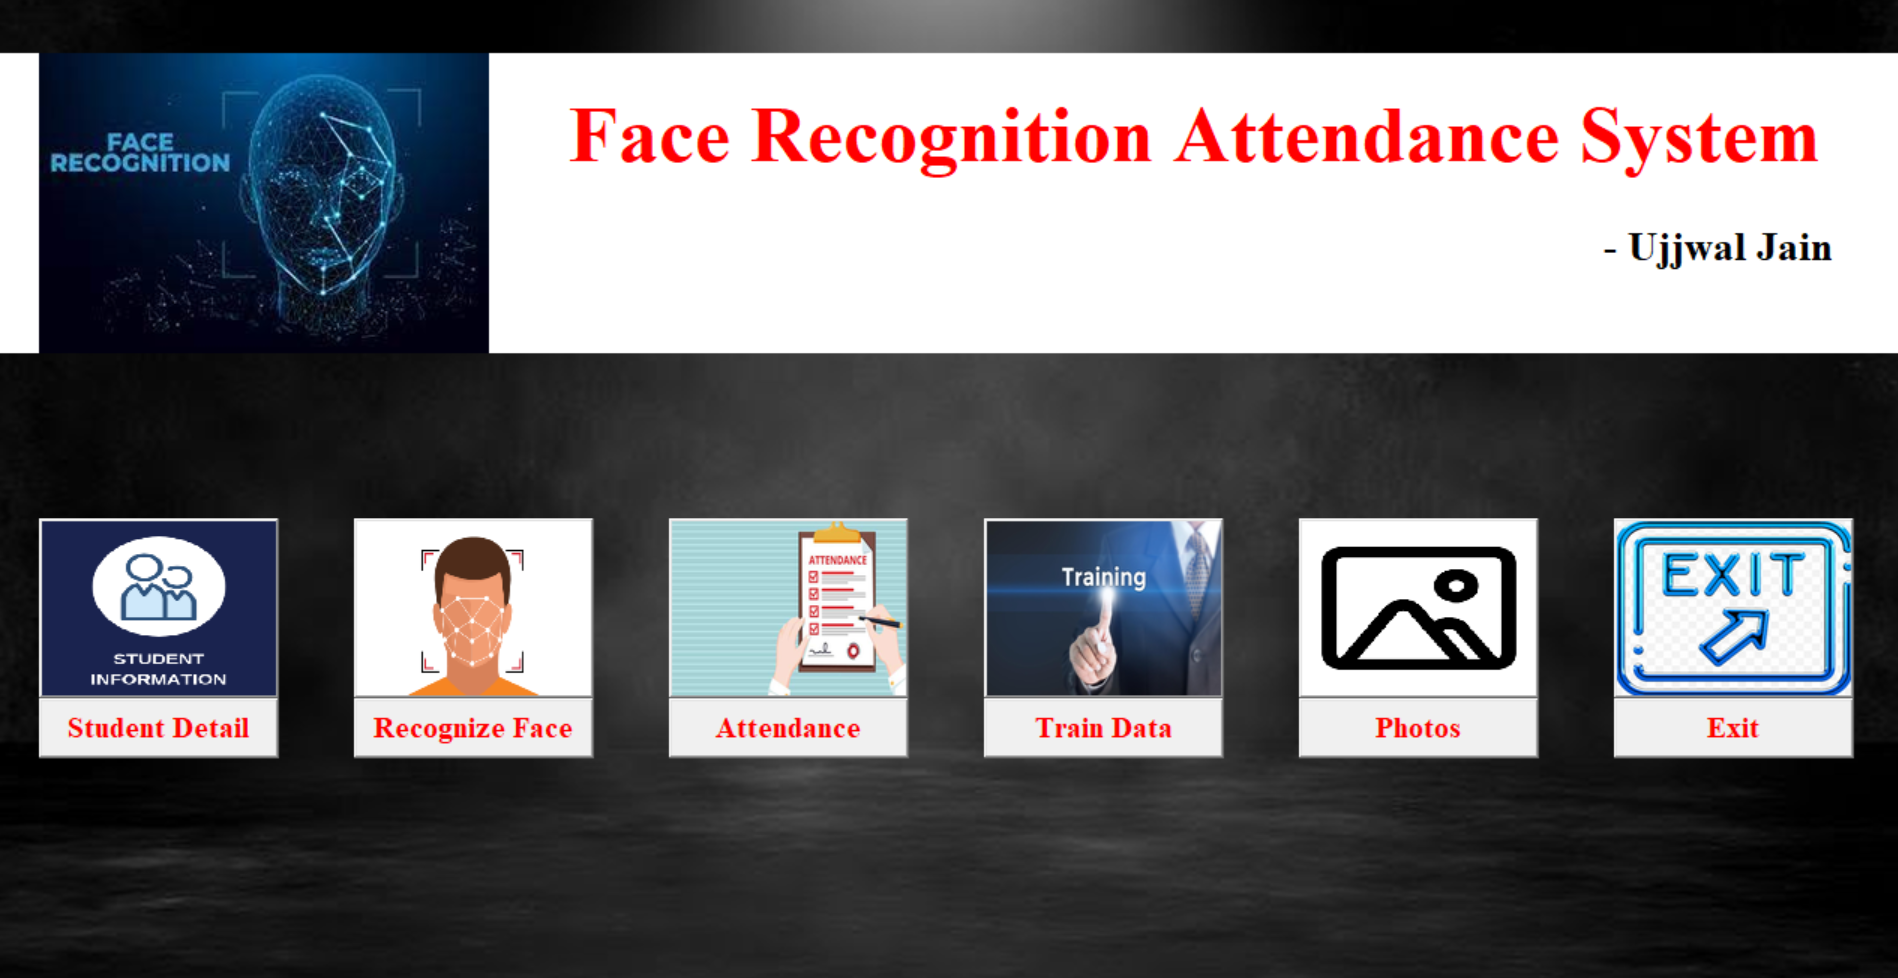 FACE
RECOGNITION
Face Recognition Attendance System
- Ujjwal Jain
STUDENT
INFORMATION
ATTENDANCE
Training
EXIT
Student Detail
Recognize Face
Attendance
Train Data
Photos
Exit